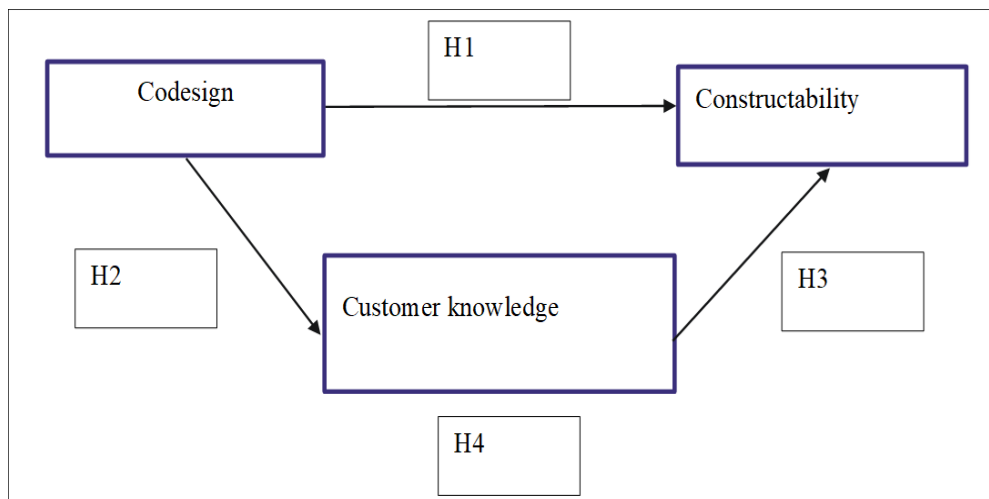 H1
Codesign
Constructability
H2
H3
Customer knowledge
H4